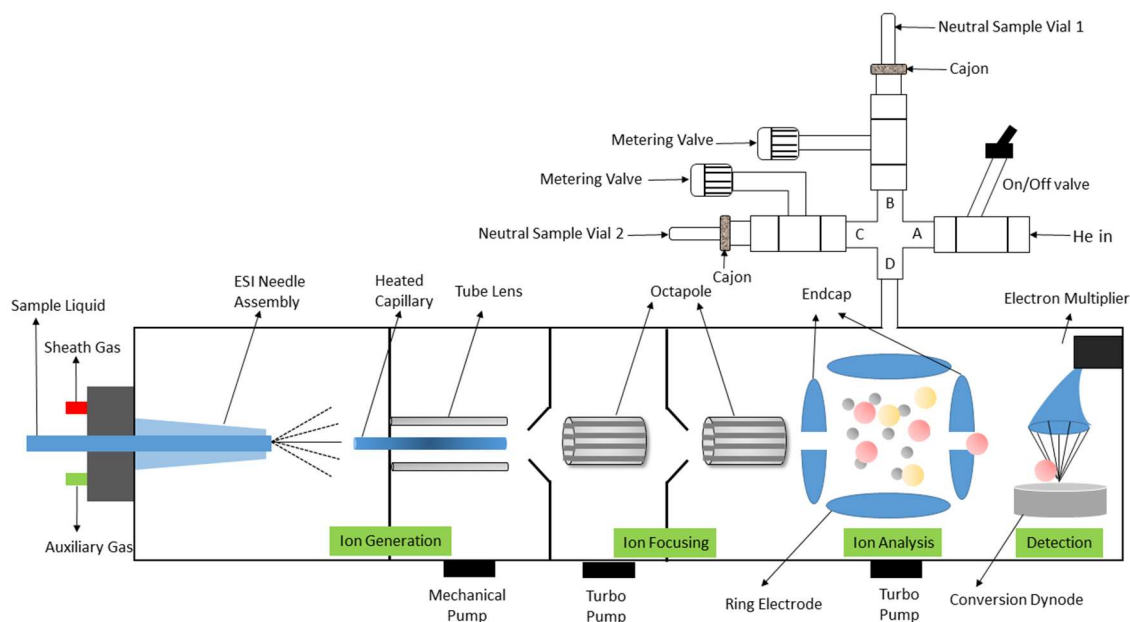 Neutral Sample Vial 1
Cajon
Metering Valve
Metering Valve
On/Off valve
B
Neutral Sample Vial 2
C
A
He in
D
Cajon
ESI Needle
Assembly
Heated
Capillary
Tube Lens
Octapole
Endcap
Electron Multiplier
Sample Liquid
Sheath Gas
Auxiliary Gas
Ion Generation
Ion Focusing
Ion Analysis
Detection
Mechanical
Pump
Turbo
Pump
Ring Electrode
Turbo
Pump
Conversion Dynode